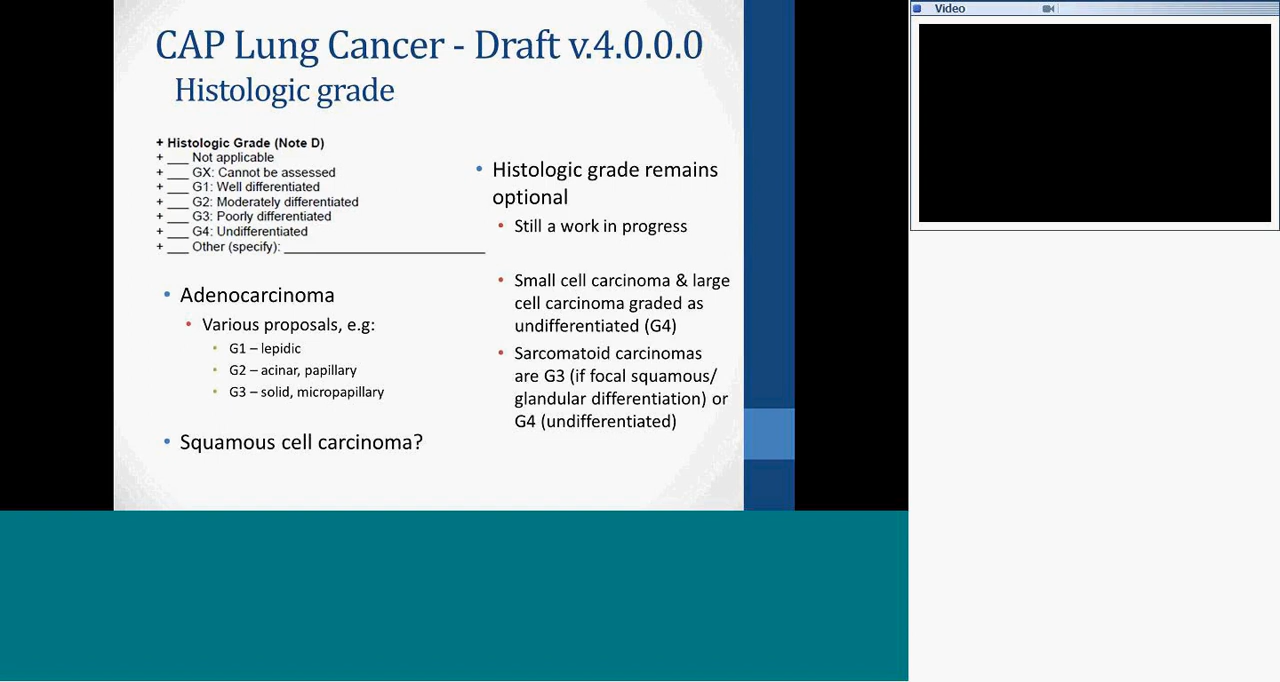 CAP Lung Cancer - Draft v.4.0.0.0
Histologic grade
+ Histologic Grade (Note D)
+ ___ Not applicable
+ ___ GX: Cannot be assessed
+ ___ G1: Well differentiated
+ ___ G2: Moderately differentiated
+ ___ G3: Poorly differentiated
+ ___ G4: Undifferentiated
+ ___ Other (specify): ____________________________
• Adenocarcinoma
• Various proposals, e.g:
• G1 – lepidic
• G2 – acinar, papillary
• G3 – solid, micropapillary
• Squamous cell carcinoma?
• Histologic grade remains
optional
• Still a work in progress
• Small cell carcinoma & large
cell carcinoma graded as
undifferentiated (G4)
• Sarcomatoid carcinomas
are G3 (if focal squamous/
glandular differentiation) or
G4 (undifferentiated)
Video